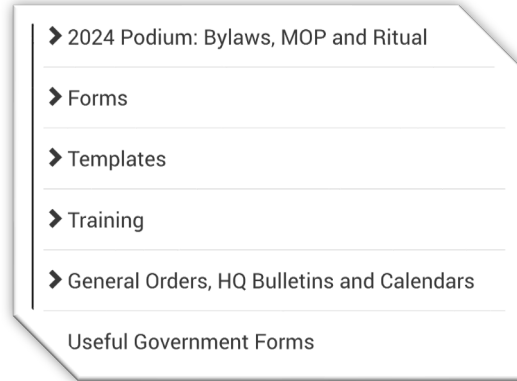 2024 Podium: Bylaws, MOP and Ritual
Forms
Templates
Training
General Orders, HQ Bulletins and Calendars
Useful Government Forms